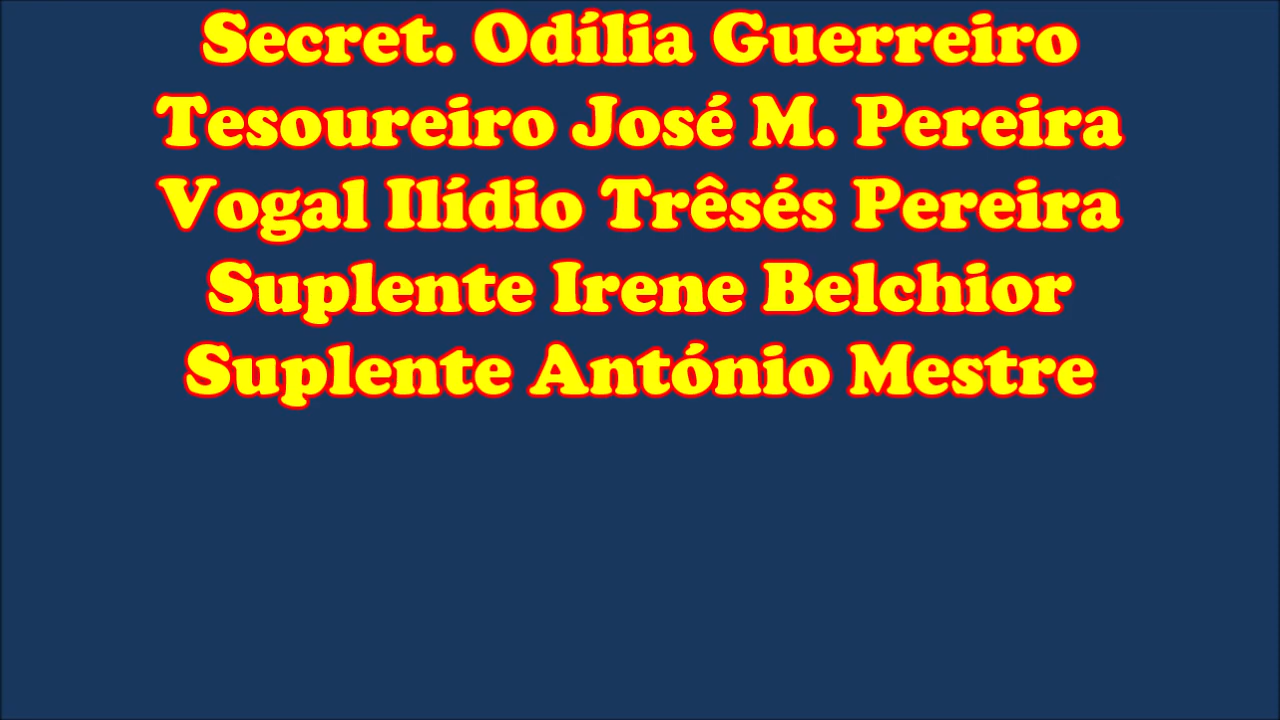 Secret. Odília Guerreiro
Tesoureiro José M. Pereira
Vogal Ilídio Trêsés Pereira
Suplente Irene Belchior
Suplente António Mestre